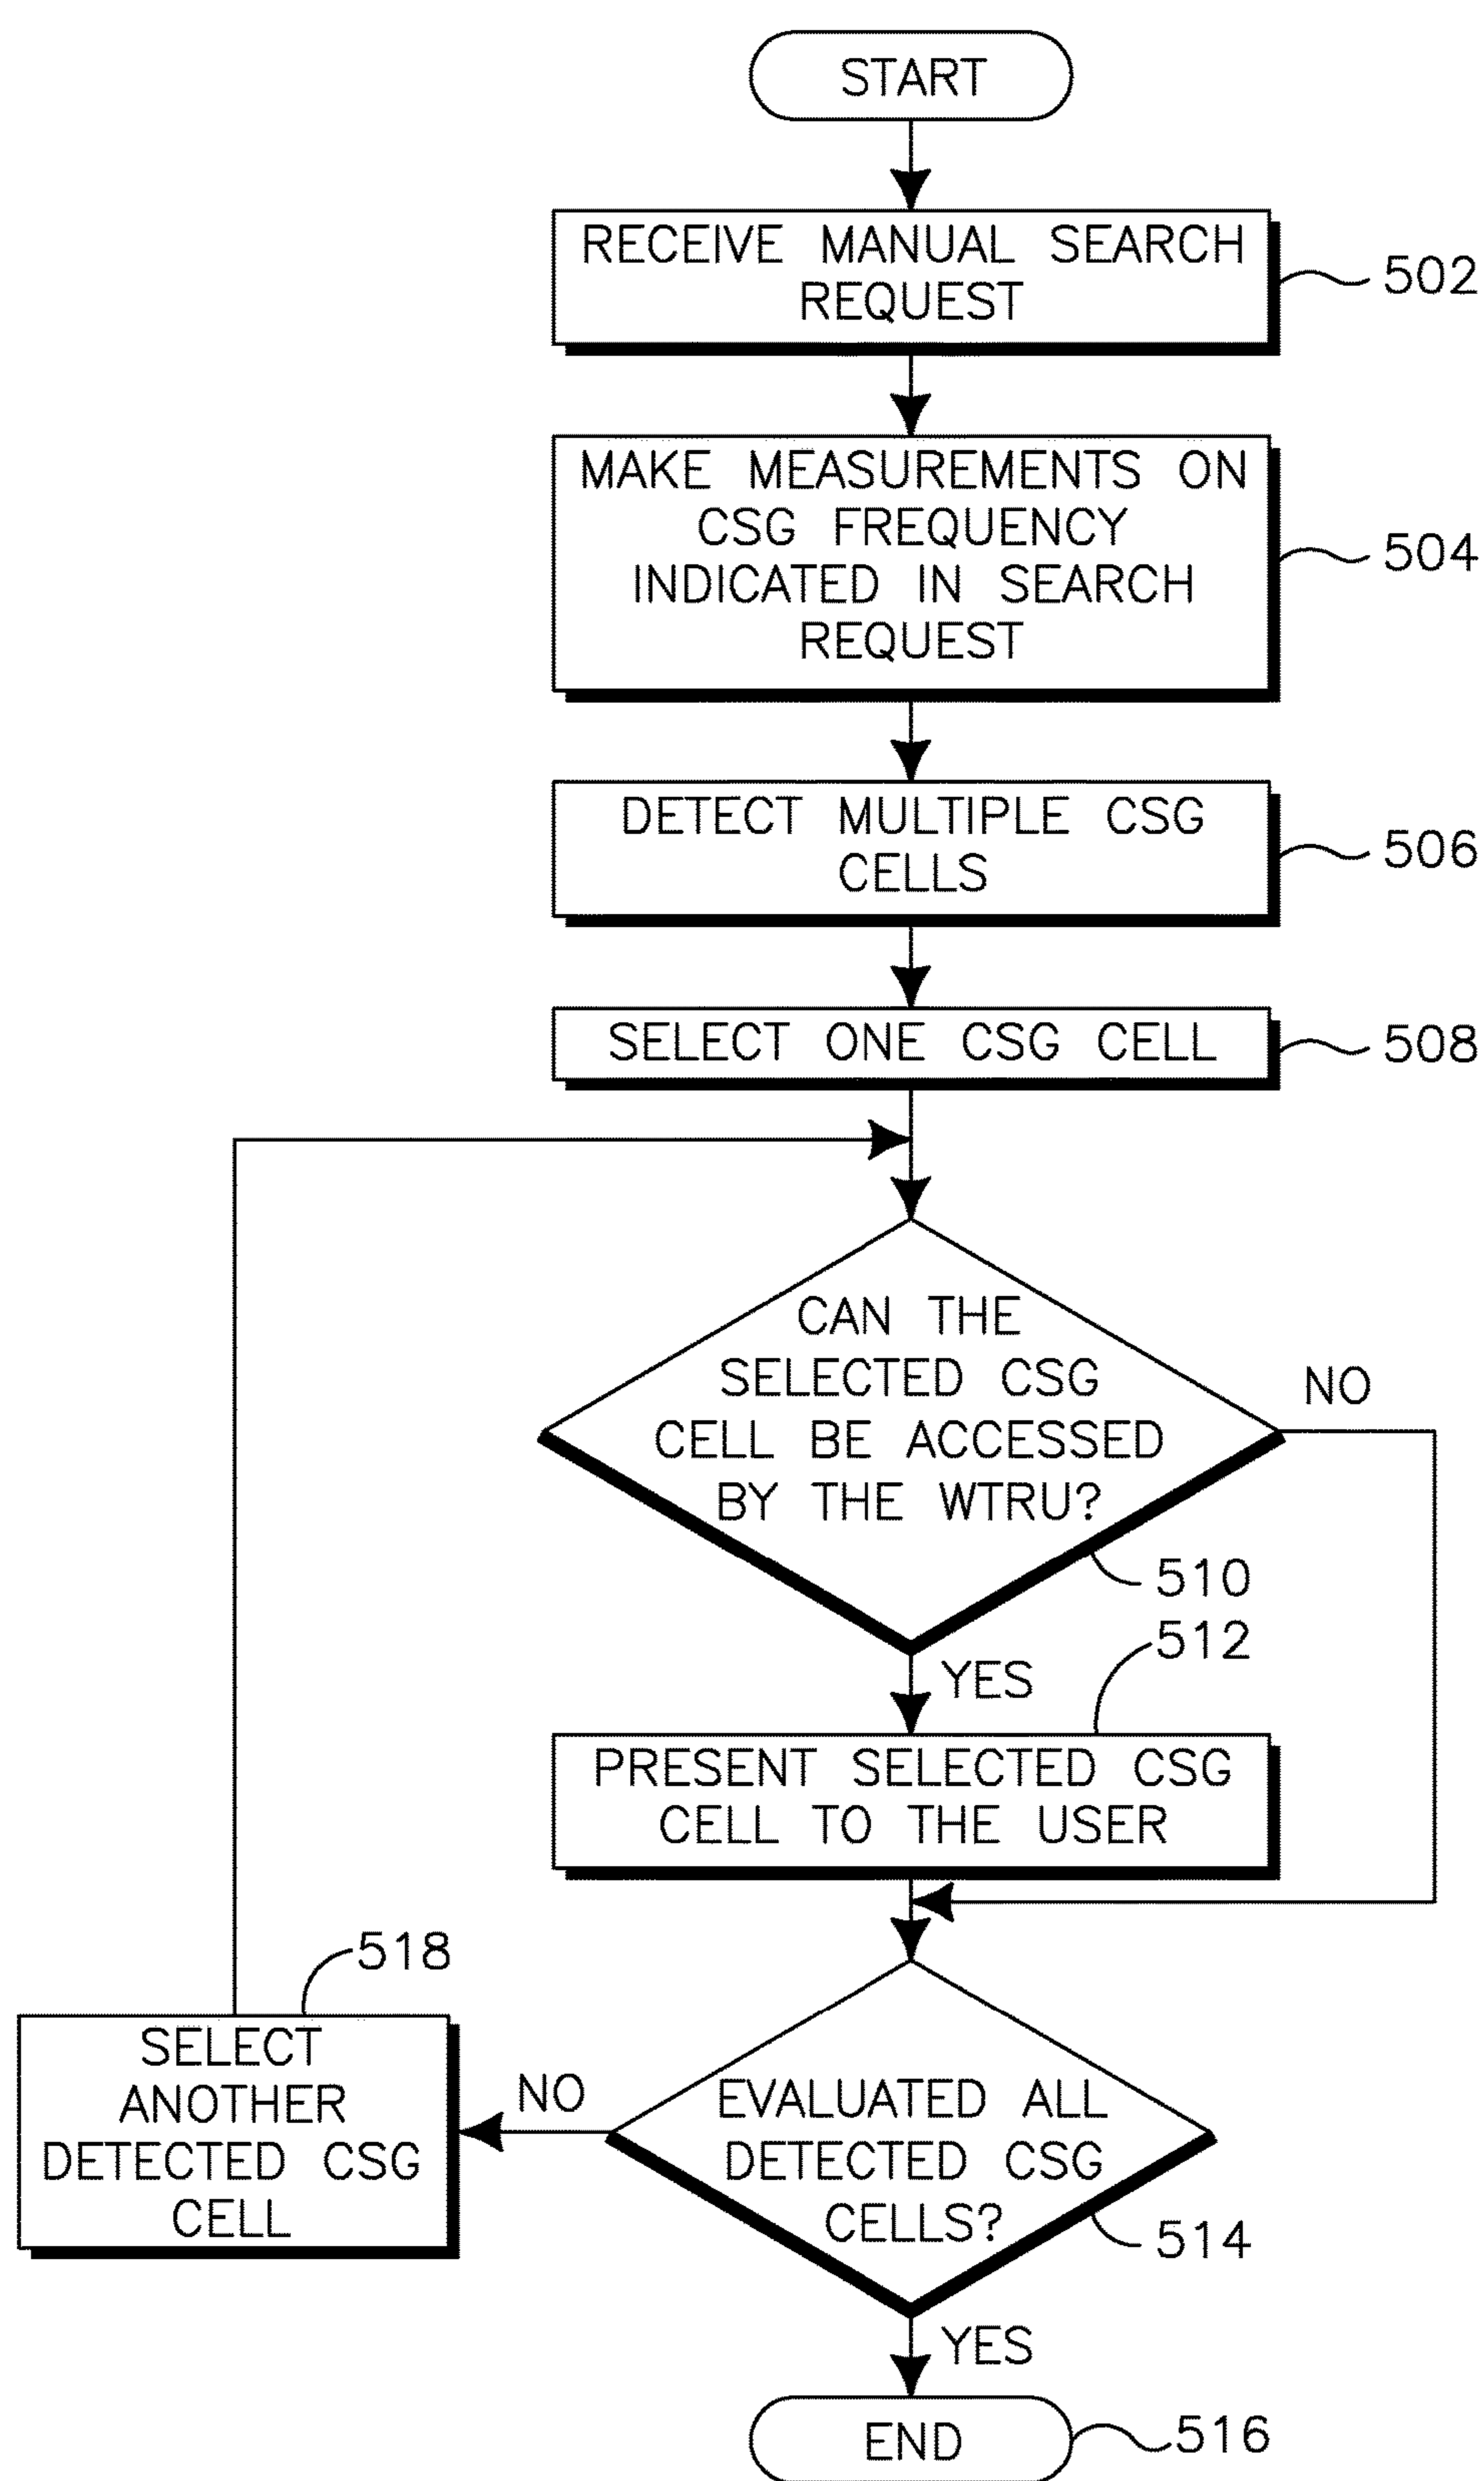 START
RECEIVE MANUAL SEARCH
REQUEST
502
MAKE MEASUREMENTS ON
CSG FREQUENCY
INDICATED IN SEARCH
REQUEST
504
DETECT MULTIPLE CSG
CELLS
506
SELECT ONE CSG CELL
508
CAN THE
SELECTED CSG
CELL BE ACCESSED
BY THE WTRU?
NO
510
512
YES
PRESENT SELECTED CSG
CELL TO THE USER
518
SELECT
ANOTHER
DETECTED CSG
CELL
NO
EVALUATED ALL
DETECTED CSG
CELLS?
514
YES
END
516